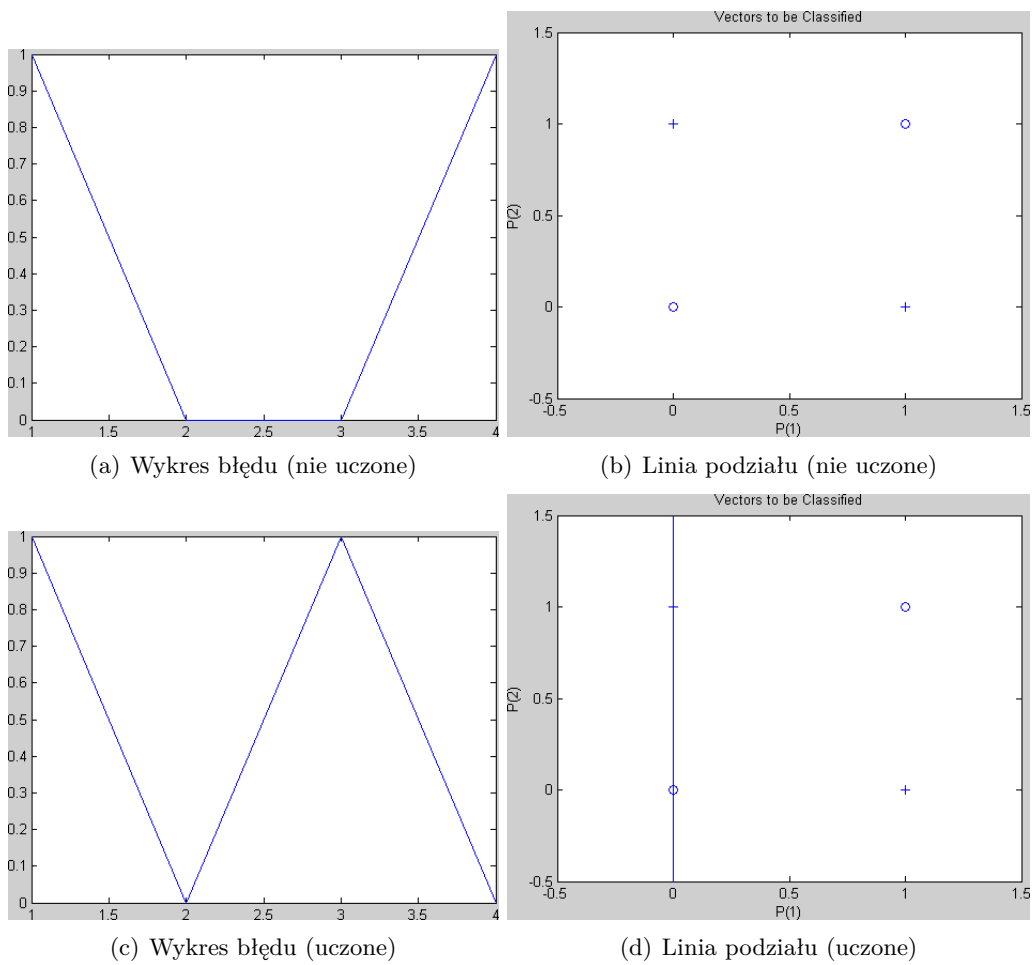 Vectors to be Classified
1
0.9
0.8
0.7
0.6
0.5
0.4
0.3
0.2
0.1
0
1 1.5 2 2.5 3 3.5 4
1.5
1
P(2)
0.5
0
-0.5
-0.5 0 0.5 1 1.5
P(1)
(a) Wykres błędu (nie uczone)
(b) Linia podziału (nie uczone)
Vectors to be Classified
1
0.9
0.8
0.7
0.6
0.5
0.4
0.3
0.2
0.1
0
1 1.5 2 2.5 3 3.5 4
1.5
1
P(2)
0.5
0
-0.5
-0.5 0 0.5 1 1.5
P(1)
(c) Wykres błędu (uczone)
(d) Linia podziału (uczone)